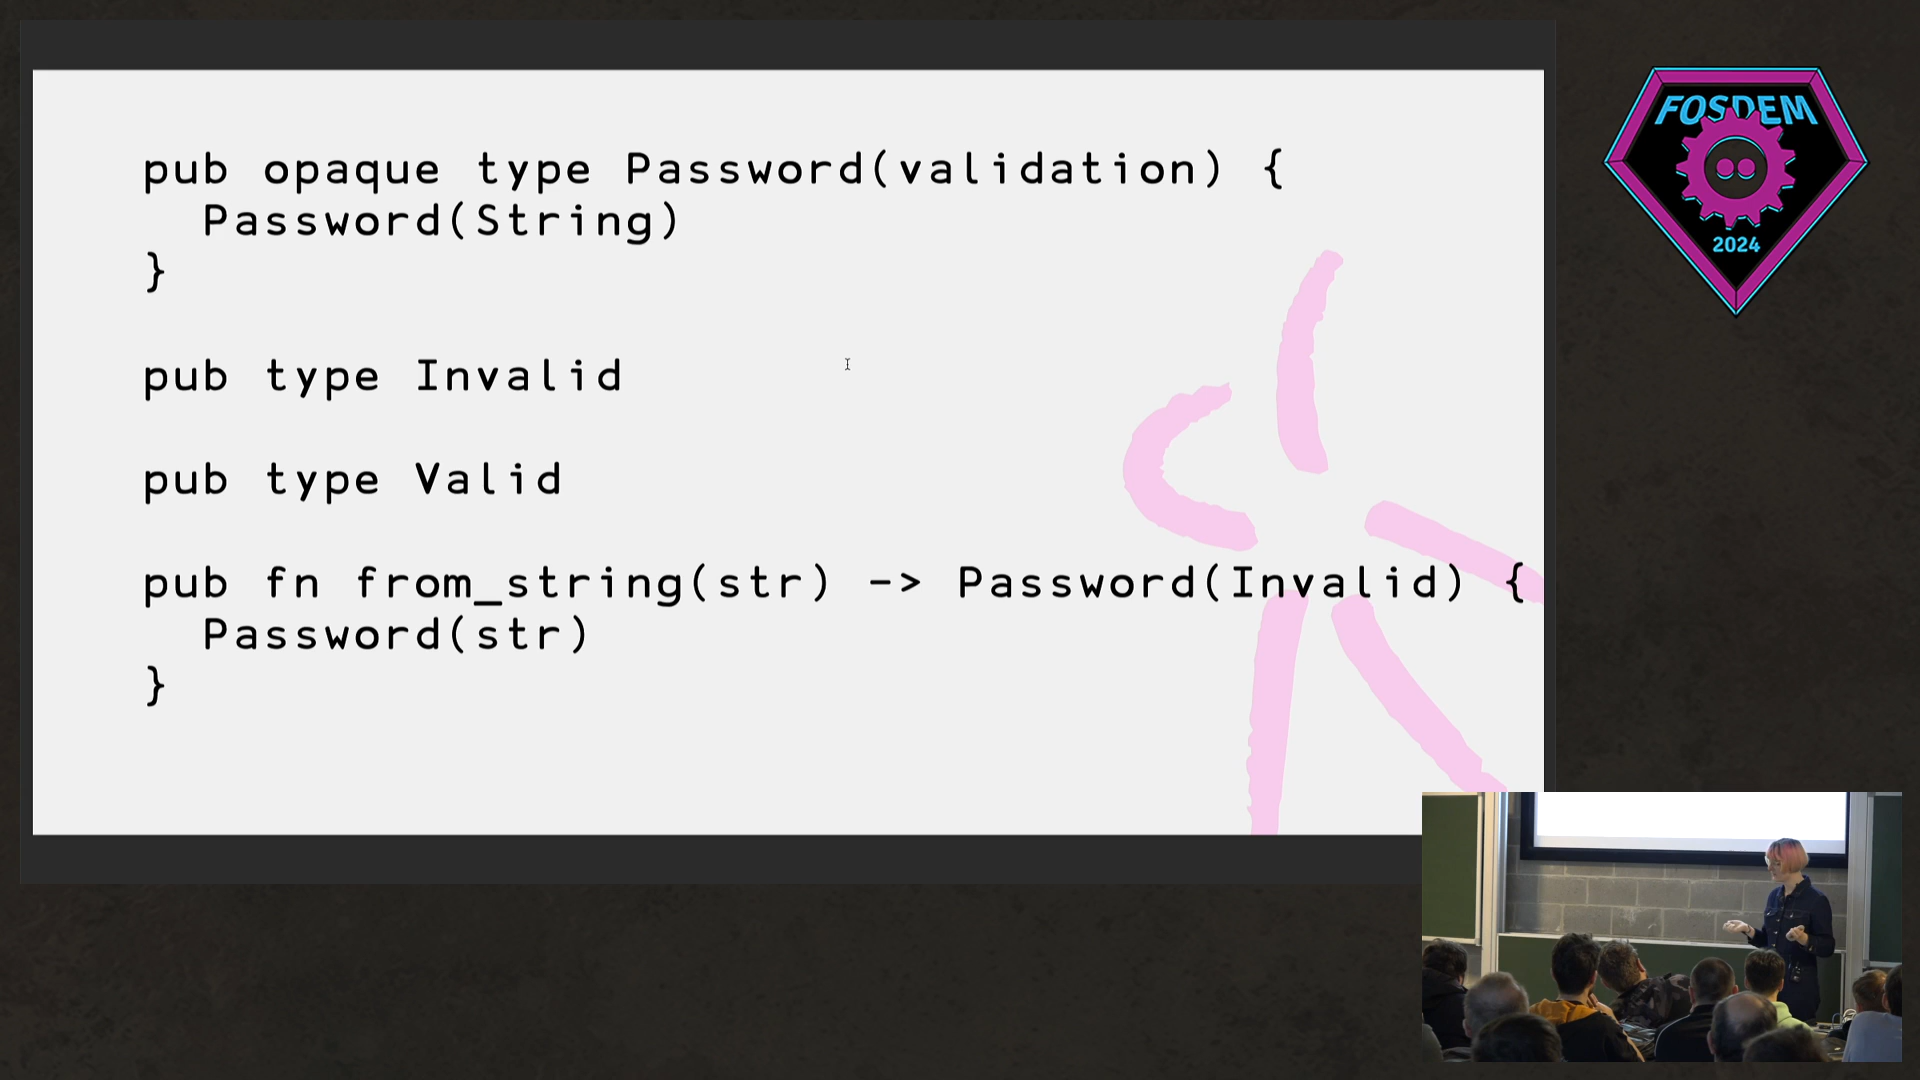 pub opaque type Password(validation) {
  Password(String)
}
pub type Invalid
pub type Valid
pub fn from_string(str) -> Password(Invalid) {
  Password(str)
}
FOSDEM
2024